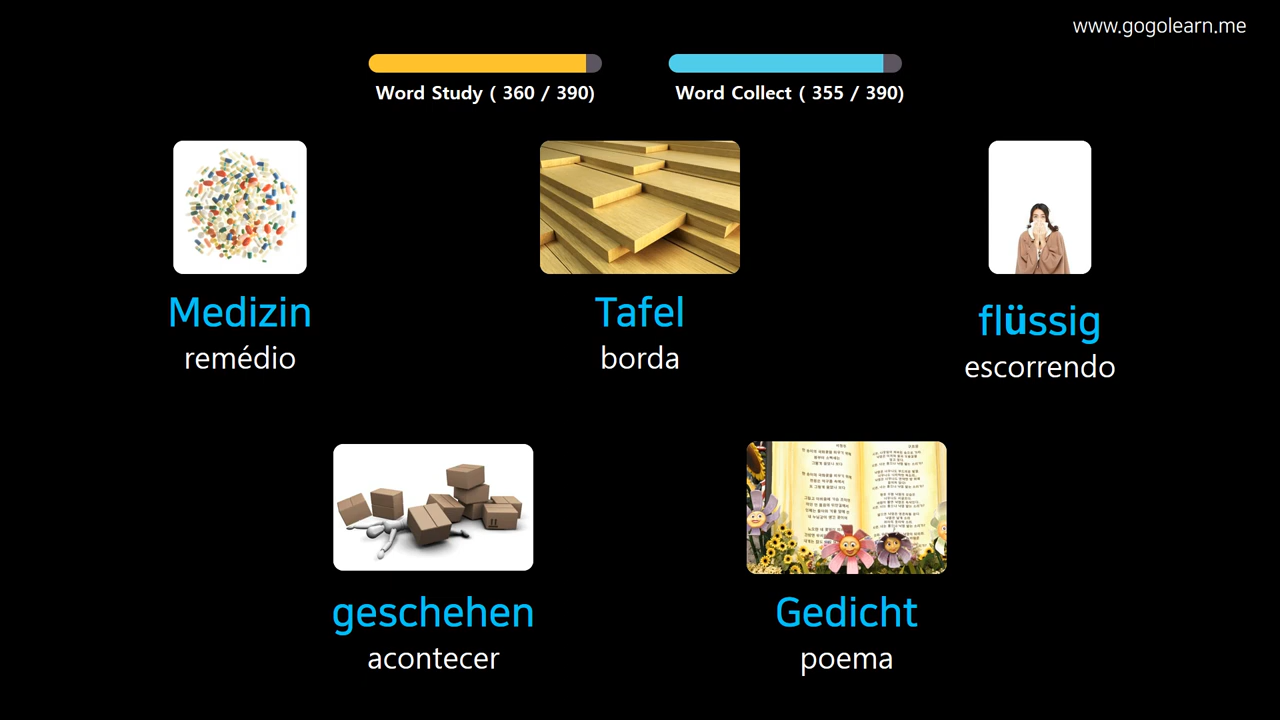 www.gogolearn.me
Word Study ( 360 / 390)
Word Collect ( 355 / 390)
Medizin
remédio
Tafel
borda
flüssig
escorrendo
geschehen
acontecer
Gedicht
poema